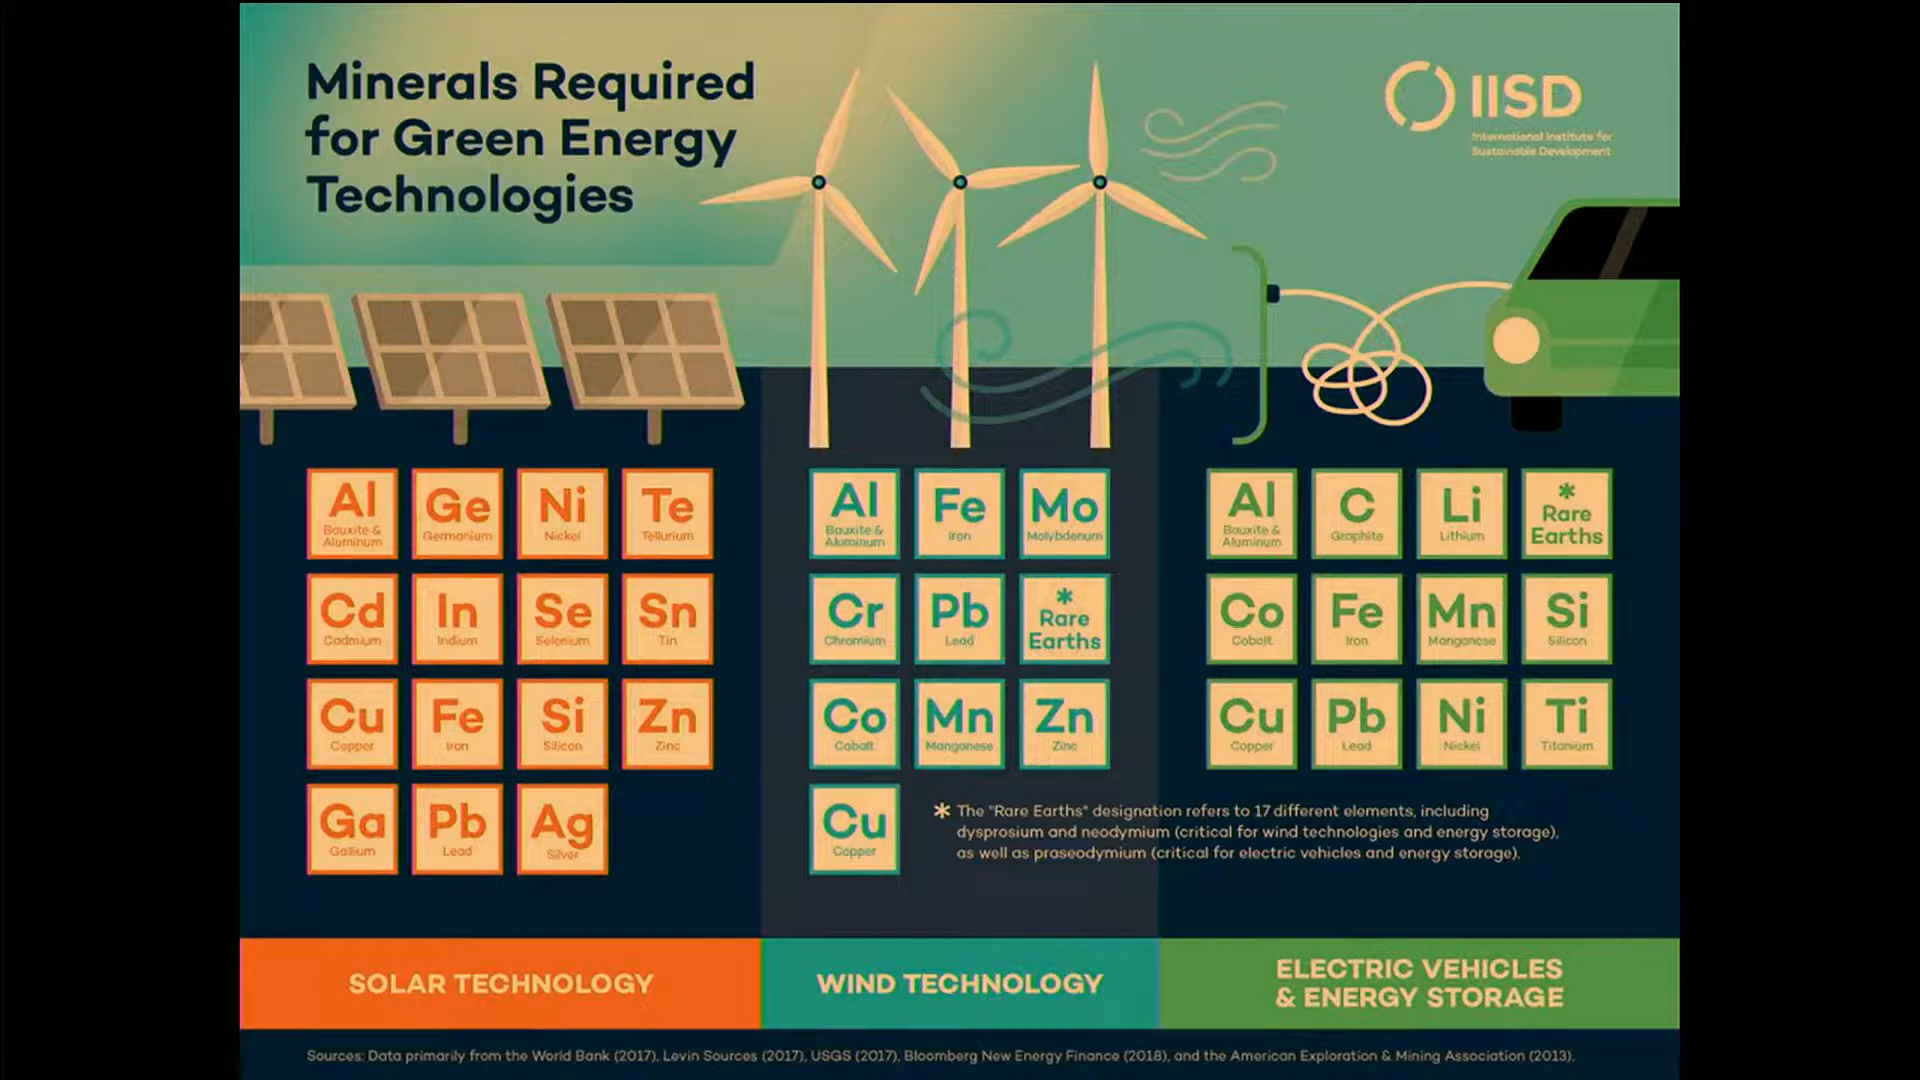 Minerals Required
for Green Energy
Technologies
IISD
International Institute for
Sustainable Development
Al
Bauxite &
Aluminum
Ge
Germanium
Ni
Nickel
Te
Tellurium
Cd
Cadmium
In
Indium
Se
Selenium
Sn
Tin
Cu
Copper
Fe
Iron
Si
Silicon
Zn
Zinc
Ga
Gallium
Pb
Lead
Ag
Silver
SOLAR TECHNOLOGY
Al
Bauxite &
Aluminum
Fe
Iron
Mo
Molybdenum
Cr
Chromium
Pb
Lead
*
Rare
Earths
Co
Cobalt
Mn
Manganese
Zn
Zinc
Cu
Copper
WIND TECHNOLOGY
Al
Bauxite &
Aluminum
C
Graphite
Li
Lithium
*
Rare
Earths
Co
Cobalt
Fe
Iron
Mn
Manganese
Si
Silicon
Cu
Copper
Pb
Lead
Ni
Nickel
Ti
Titanium
* The "Rare Earths" designation refers to 17 different elements, including
dysprosium and neodymium (critical for wind technologies and energy storage),
as well as praseodymium (critical for electric vehicles and energy storage).
ELECTRIC VEHICLES
& ENERGY STORAGE
Sources: Data primarily from the World Bank (2017), Levin Sources (2017), USGS (2017), Bloomberg New Energy Finance (2018), and the American Exploration & Mining Association (2013).